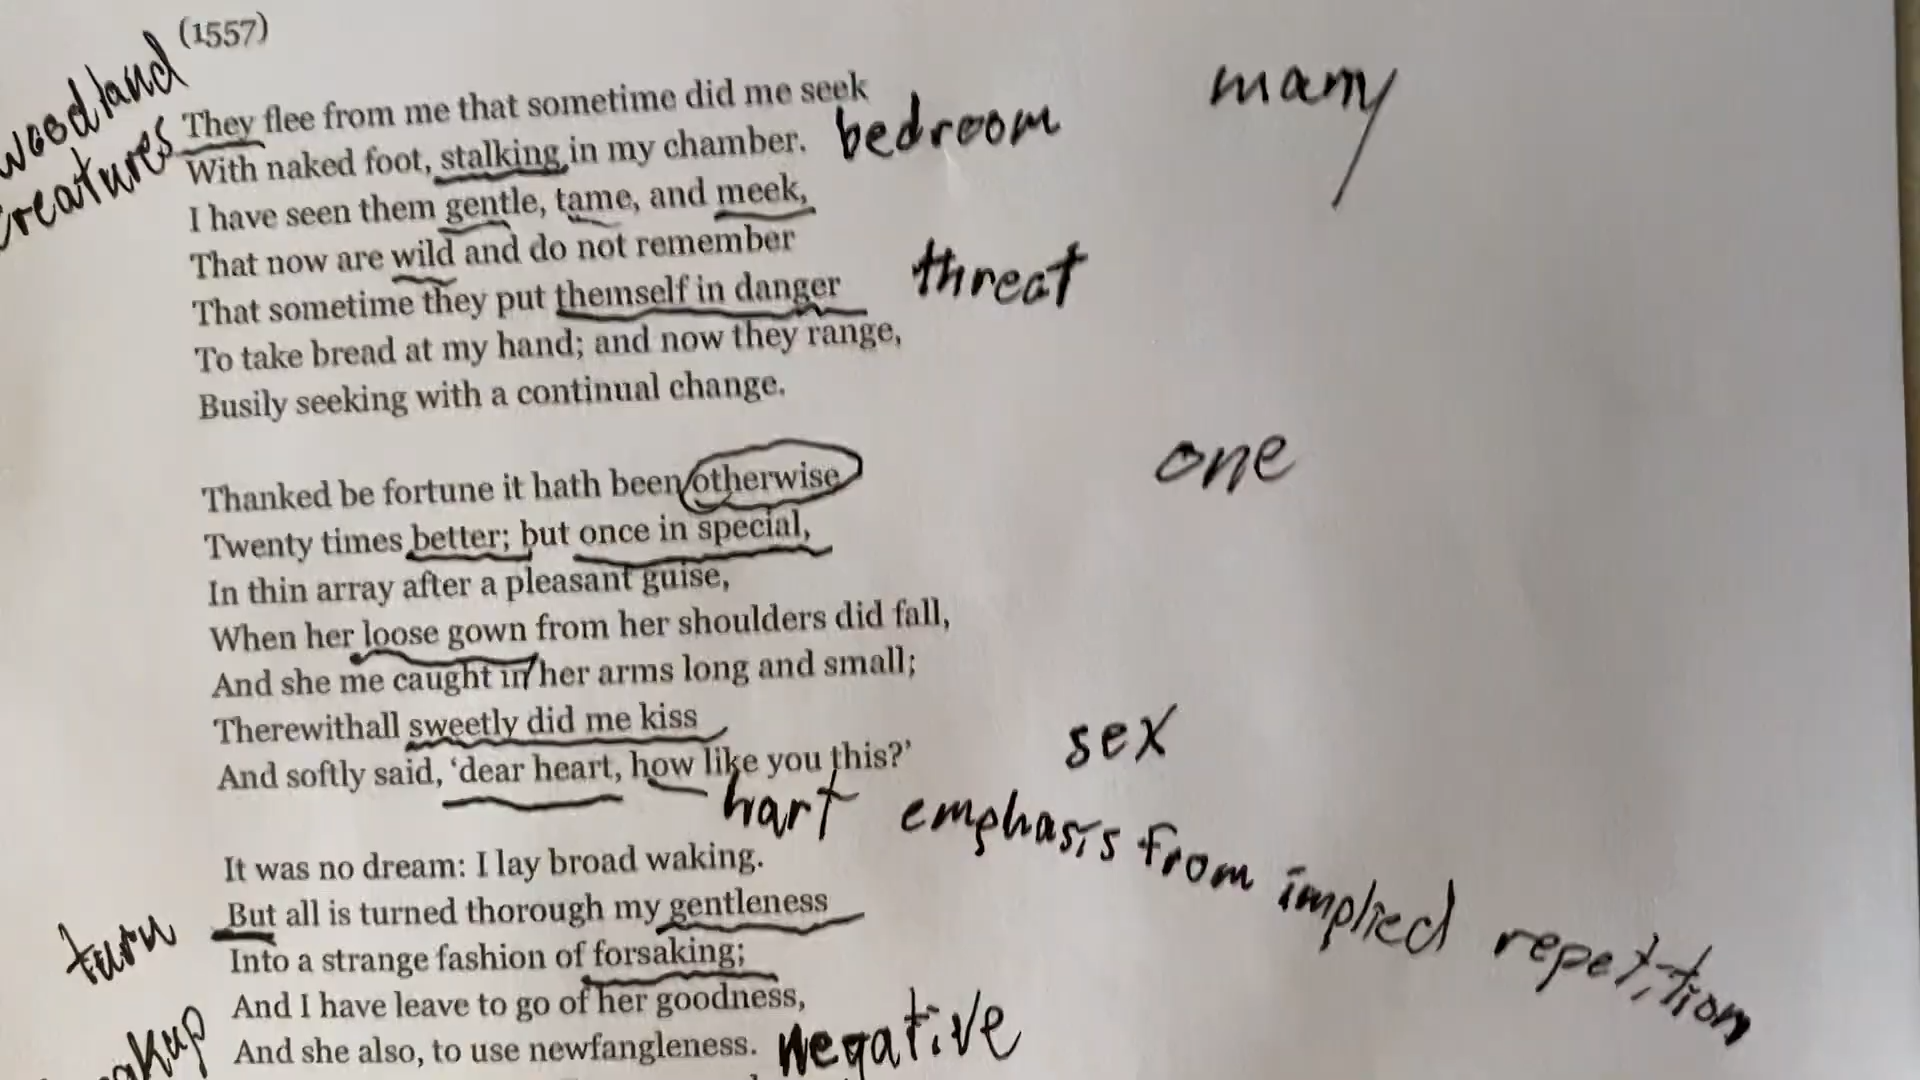 (1557)
woodland
creatures
They flee from me that sometime did me seek
many
With naked foot, stalking in my chamber.
bedroom
I have seen them gentle, tame, and meek,
That now are wild and do not remember
That sometime they put themself in danger
threat
To take bread at my hand; and now they range,
Busily seeking with a continual change.
Thanked be fortune it hath been otherwise
one
Twenty times better; but once in special,
In thin array after a pleasant guise,
When her loose gown from her shoulders did fall,
And she me caught in her arms long and small;
Therewithall sweetly did me kiss
sex
And softly said, ‘dear heart, how like you this?’
hart emphasis from implied repetition
It was no dream: I lay broad waking.
But all is turned thorough my gentleness
turn
Into a strange fashion of forsaking;
And I have leave to go of her goodness,
And she also, to use newfangleness.
negative